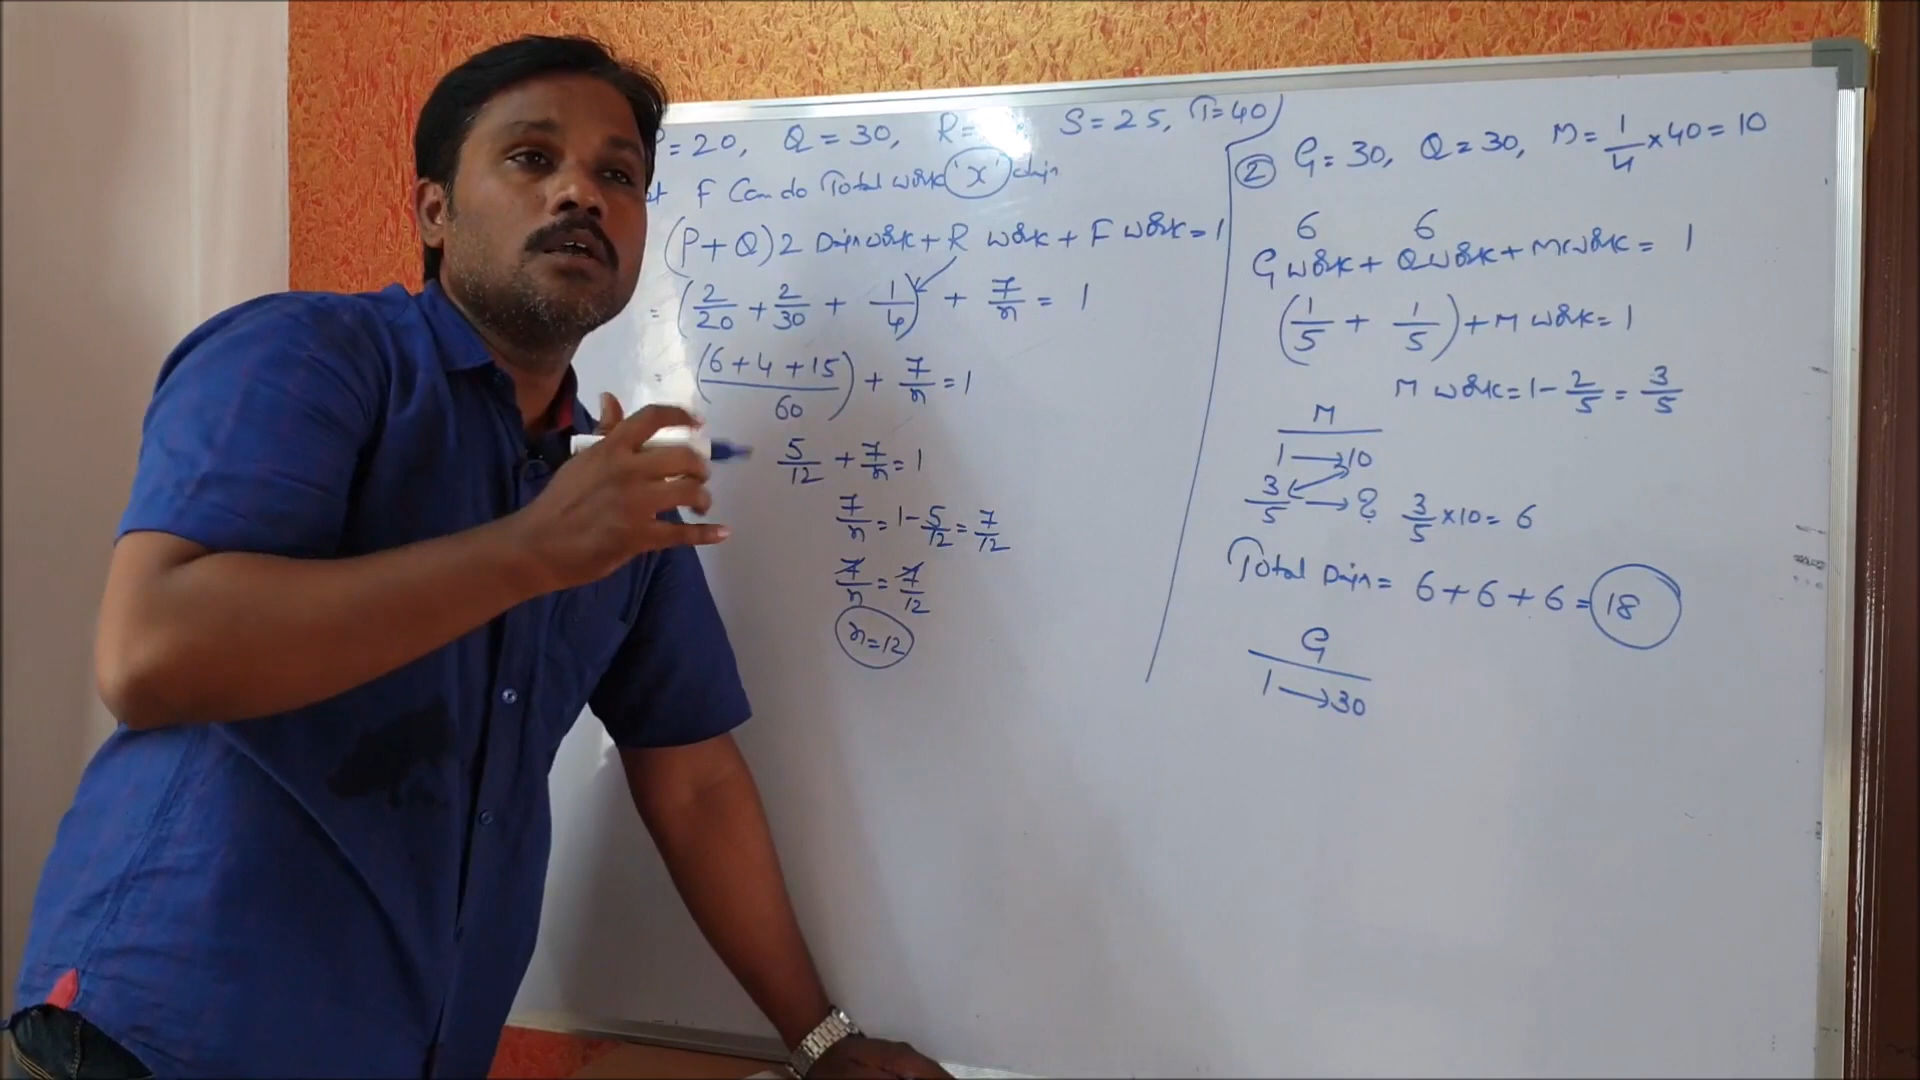 P = 20, Q = 30, R = S = 25, T = 40
F Can do Total work 'x' days
(P + Q) 2 Days work + R work + F work = 1
= (2/20 + 2/30 + 1/4) + 7/x = 1
= (6 + 4 + 15 / 60) + 7/x = 1
5/12 + 7/x = 1
7/x = 1 - 5/12 = 7/12
7/x = 7/12
x = 12
② G = 30, Q = 30, M = 1/4 × 40 = 10
6 6
G work + Q work + M work = 1
(1/5 + 1/5) + M work = 1
M work = 1 - 2/5 = 3/5
M
1 → 10
3/5 → ? 3/5 × 10 = 6
Total Days = 6 + 6 + 6 = 18
G
1 → 30